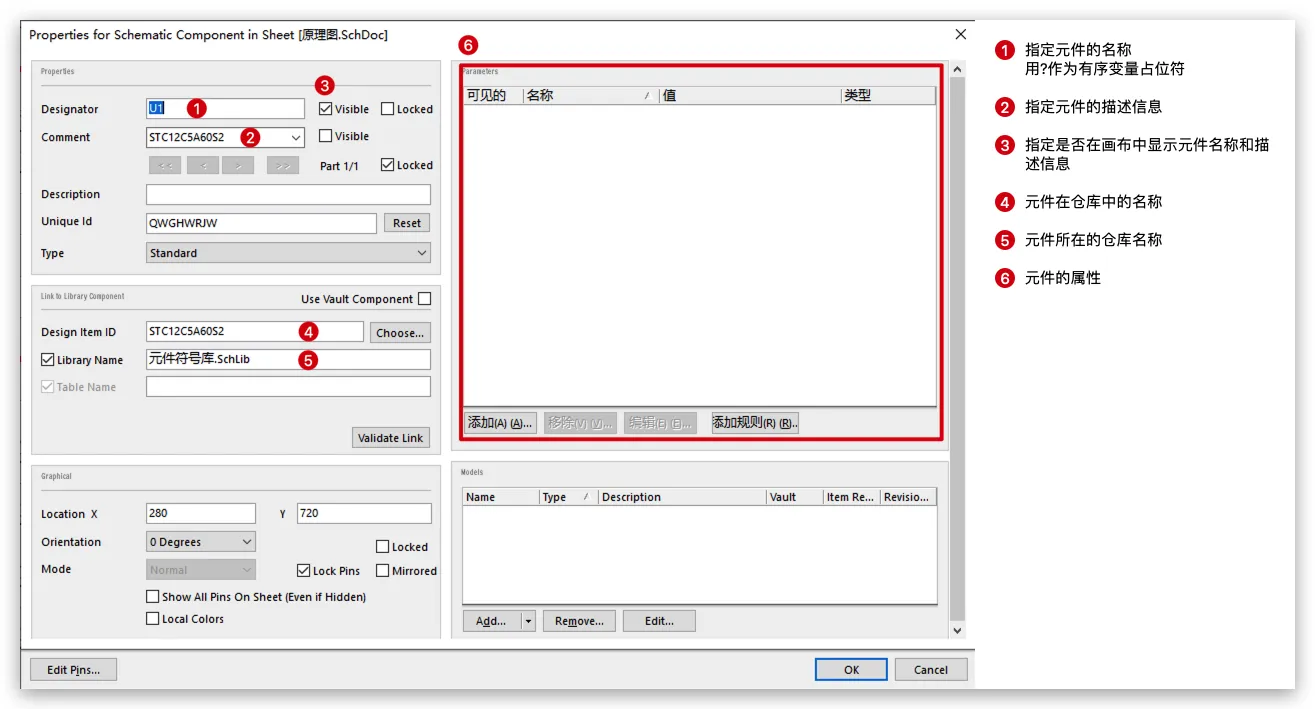 Properties for Schematic Component in Sheet [原理图.SchDoc]
Properties
3
Designator U1 1 Visible Locked
Comment STC12C5A60S2 2 Visible
<< < > >> Part 1/1 Locked
Description
Unique Id QWGHWRJW Reset
Type Standard
Link to Library Component
Use Vault Component
Design Item ID STC12C5A60S2 4 Choose...
Library Name 元件符号库.SchLib 5
Table Name
Validate Link
Graphical
Location X 280 Y 720
Orientation 0 Degrees Locked
Mode Normal Lock Pins Mirrored
Show All Pins On Sheet (Even if Hidden)
Local Colors
6
Parameters
可见的 名称 / 值 类型
添加(A) (A)... 移除(V) (V)... 编辑(E) (E)... 添加规则(R) (R)..
Models
Name Type / Description Vault Item Re... Revisio...
Add... Remove... Edit...
Edit Pins... OK Cancel
1 指定元件的名称
用?作为有序变量占位符
2 指定元件的描述信息
3 指定是否在画布中显示元件名称和描
述信息
4 元件在仓库中的名称
5 元件所在的仓库名称
6 元件的属性